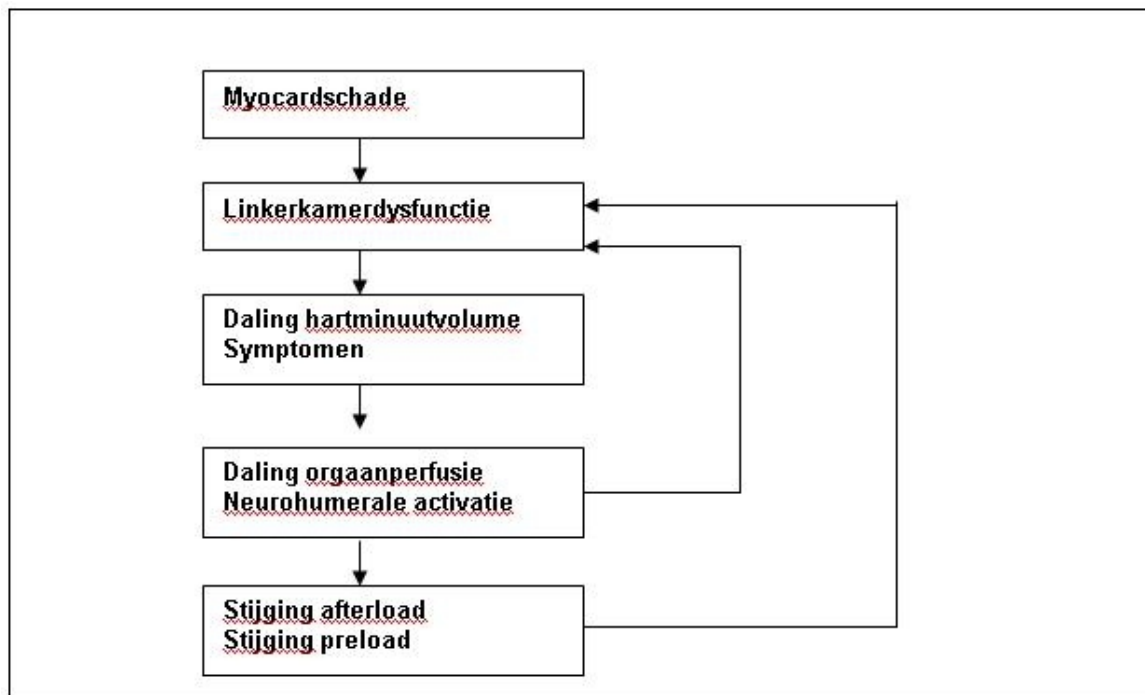 Myocardschade
Linkerkamerdysfunctie
Daling hartminuutvolume
Symptomen
Daling orgaanperfusie
Neurohumerale activatie
Stijging afterload
Stijging preload